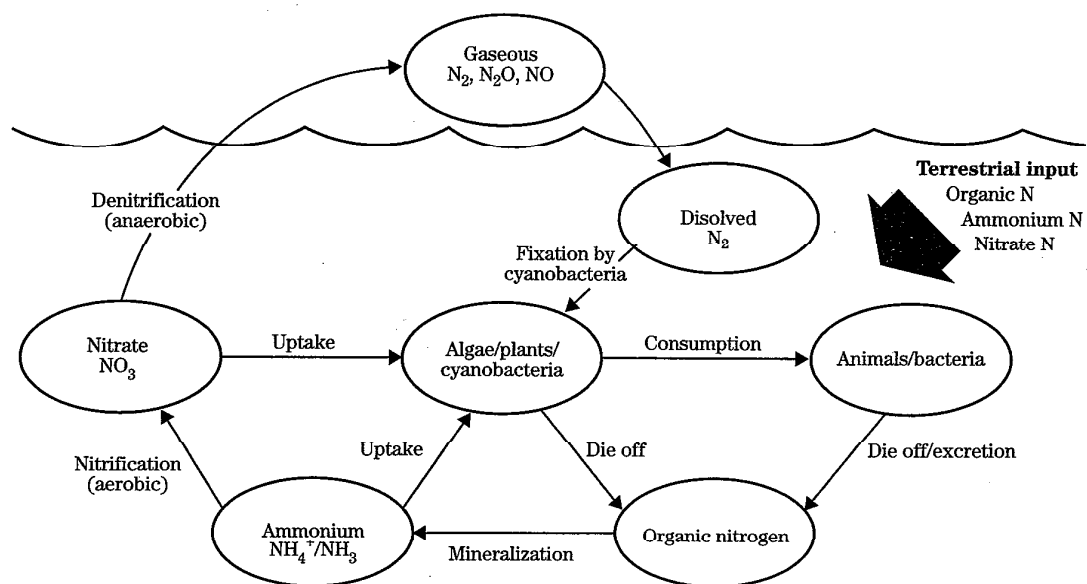 Gaseous
N₂, N₂O, NO
Terrestrial input
Organic N
Ammonium N
Nitrate N
Denitrification
(anaerobic)
Disolved
N₂
Fixation by
cyanobacteria
Nitrate
NO₃
Uptake
Algae/plants/
cyanobacteria
Consumption
Animals/bacteria
Nitrification
(aerobic)
Uptake
Die off
Die off/excretion
Ammonium
NH₄⁺/NH₃
Mineralization
Organic nitrogen